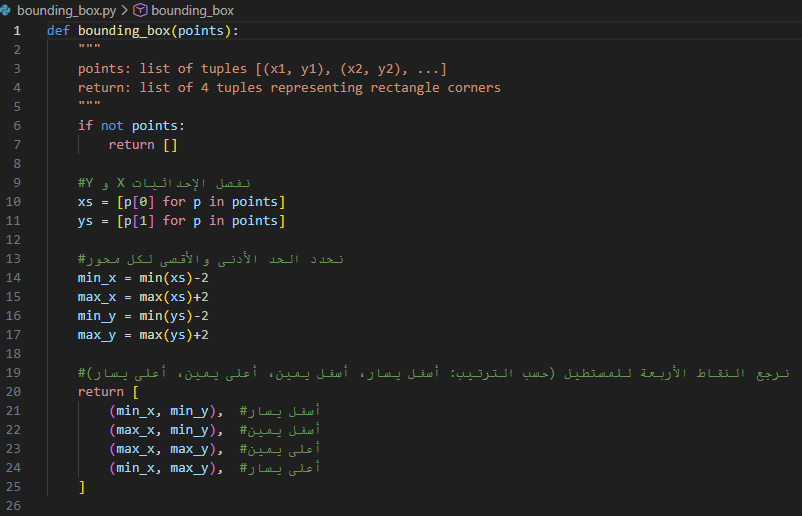 bounding_box.py > bounding_box
1 def bounding_box(points):
2     """
3     points: list of tuples [(x1, y1), (x2, y2), ...]
4     return: list of 4 tuples representing rectangle corners
5     """
6     if not points:
7         return []
8
9     #نفصل الإحداثيات X و Y
10     xs = [p[0] for p in points]
11     ys = [p[1] for p in points]
12
13     #نحدد الحد الأدنى والأقصى لكل محور
14     min_x = min(xs)-2
15     max_x = max(xs)+2
16     min_y = min(ys)-2
17     max_y = max(ys)+2
18
19     #نرجع النقاط الأربعة للمستطيل (حسب الترتيب: أسفل يسار، أسفل يمين، أعلى يمين، أعلى يسار)
20     return [
21         (min_x, min_y),  #أسفل يسار
22         (max_x, min_y),  #أسفل يمين
23         (max_x, max_y),  #أعلى يمين
24         (min_x, max_y),  #أعلى يسار
25     ]
26